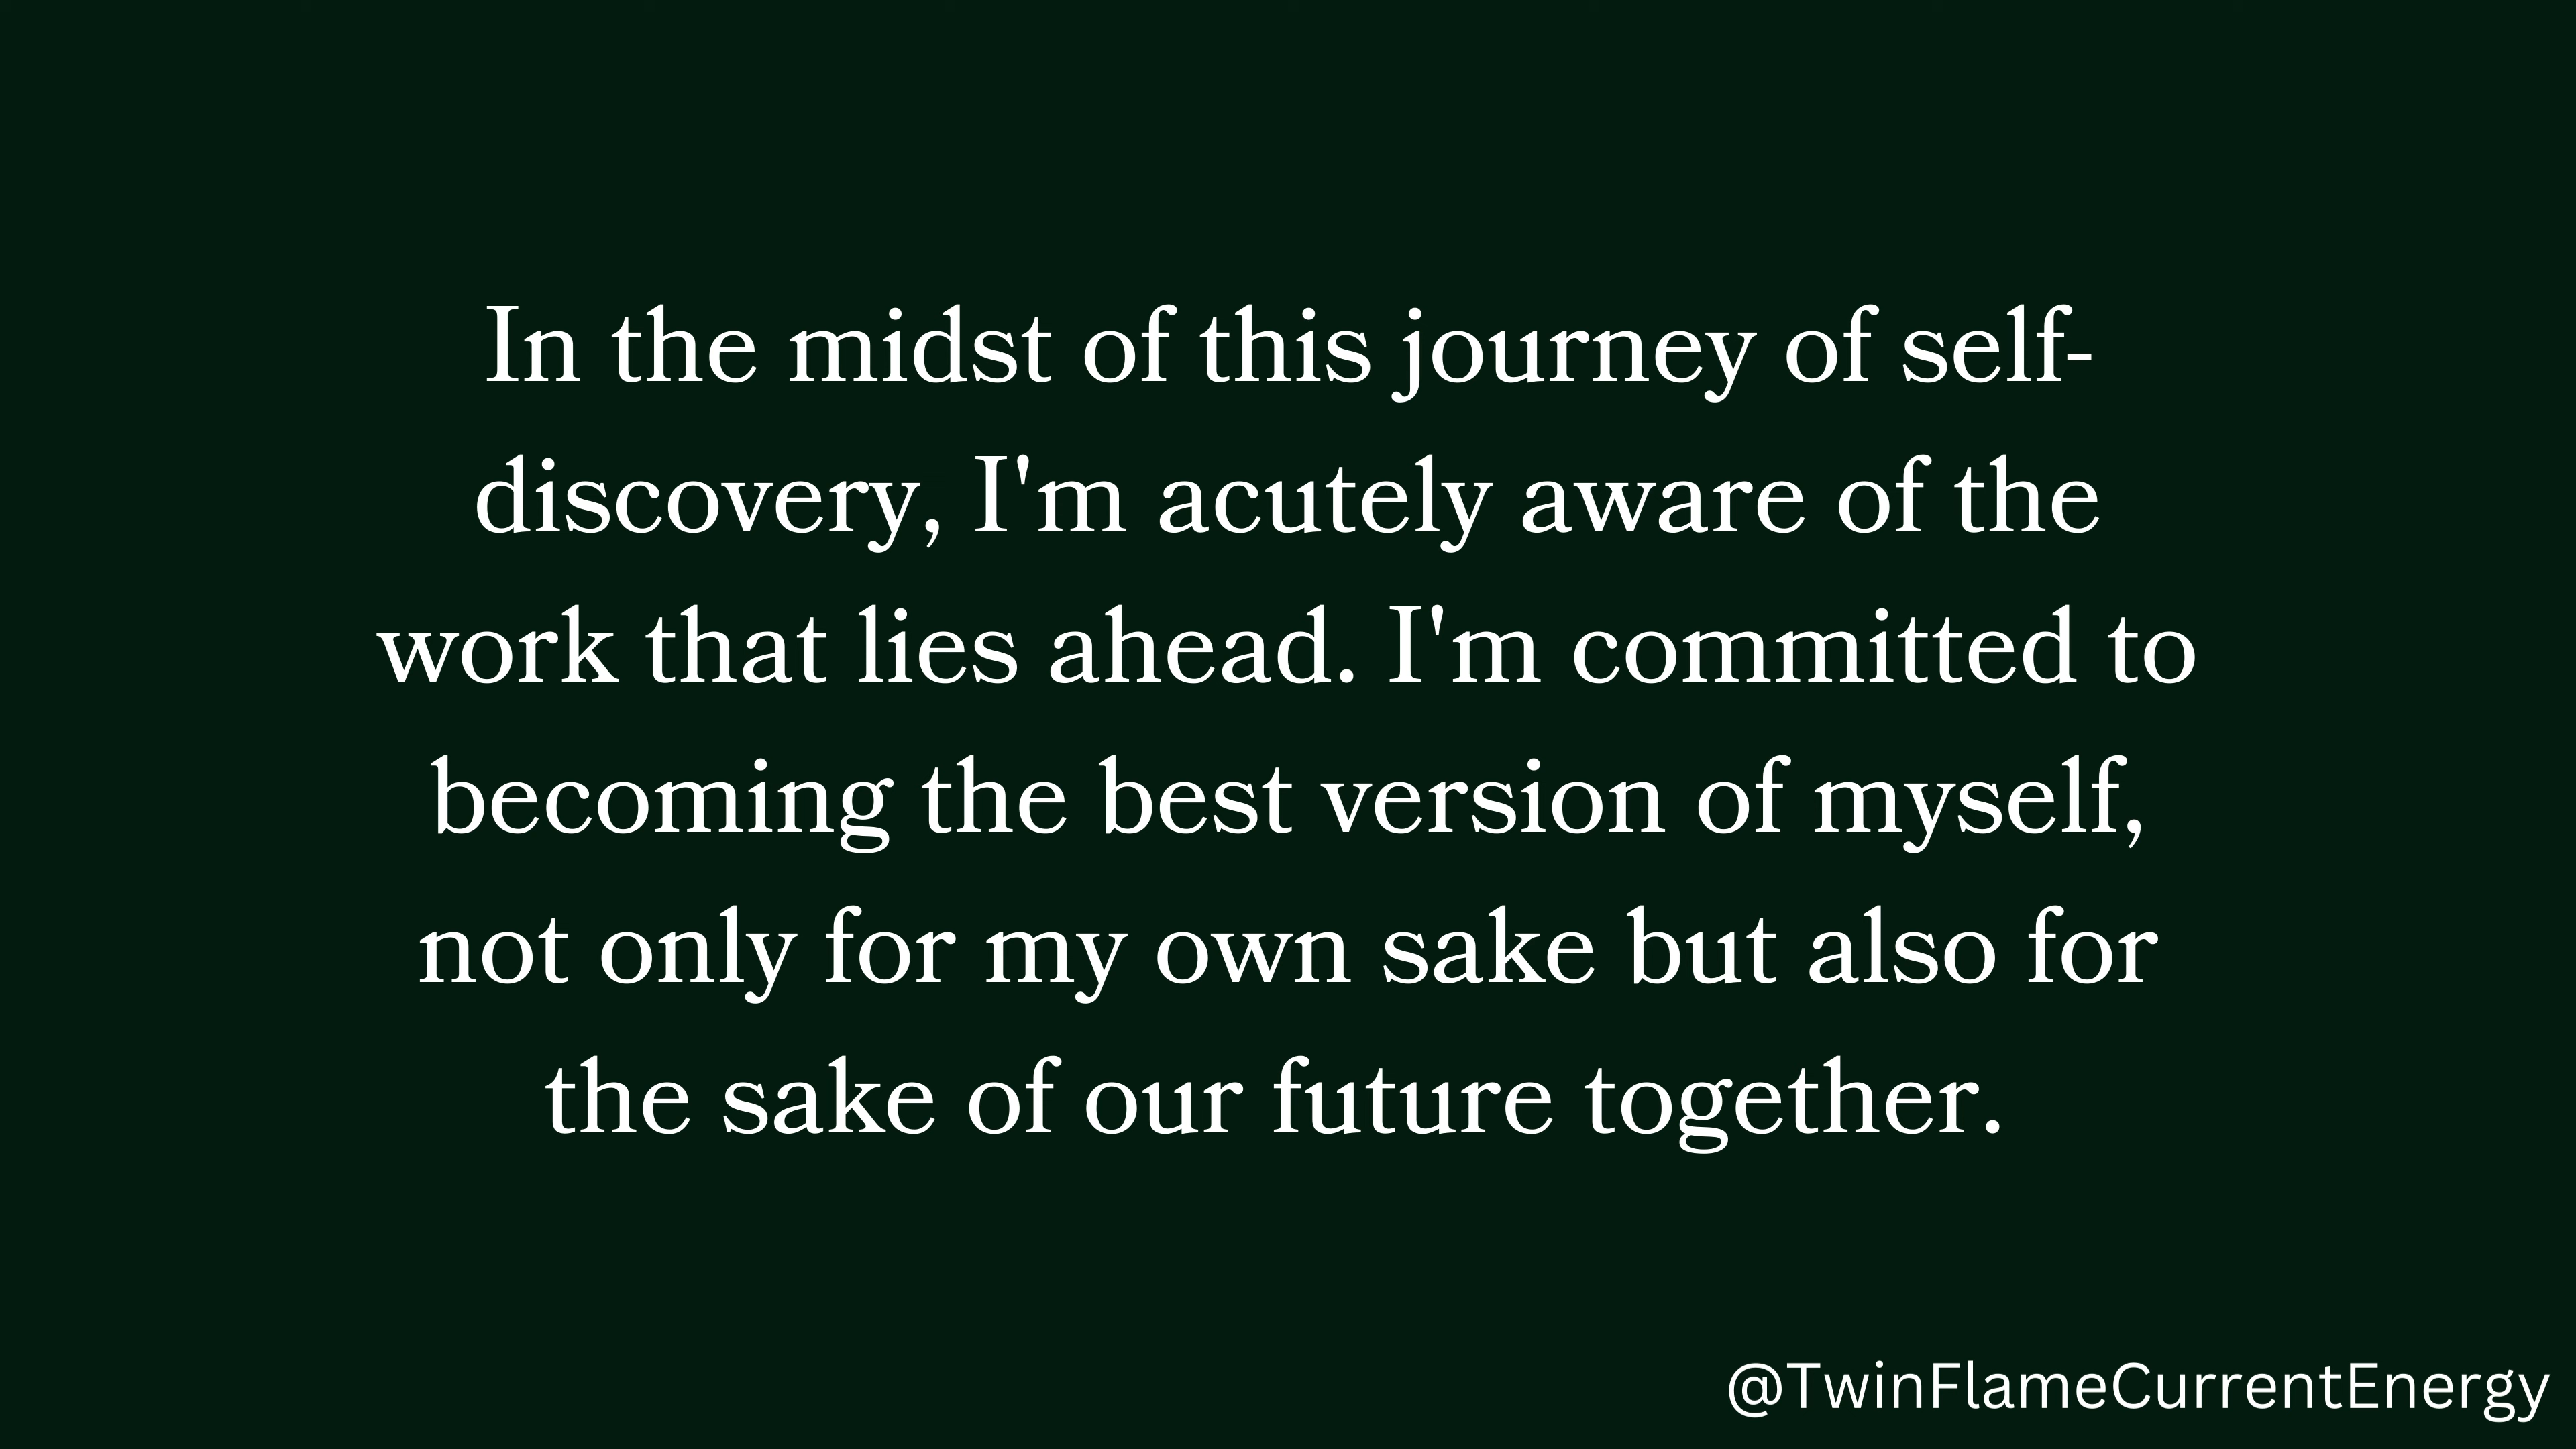 In the midst of this journey of self-
discovery, I'm acutely aware of the
work that lies ahead. I'm committed to
becoming the best version of myself,
not only for my own sake but also for
the sake of our future together.
@TwinFlameCurrentEnergy